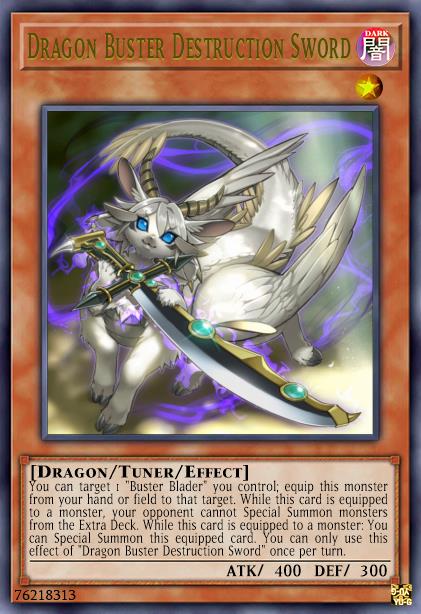 DRAGON BUSTER DESTRUCTION SWORD
DARK
闇
[DRAGON/TUNER/EFFECT]
You can target 1 "Buster Blader" you control; equip this monster
from your hand or field to that target. While this card is equipped
to a monster, your opponent cannot Special Summon monsters
from the Extra Deck. While this card is equipped to a monster: You
can Special Summon this equipped card. You can only use this
effect of "Dragon Buster Destruction Sword" once per turn.
ATK/ 400 DEF/ 300
76218313